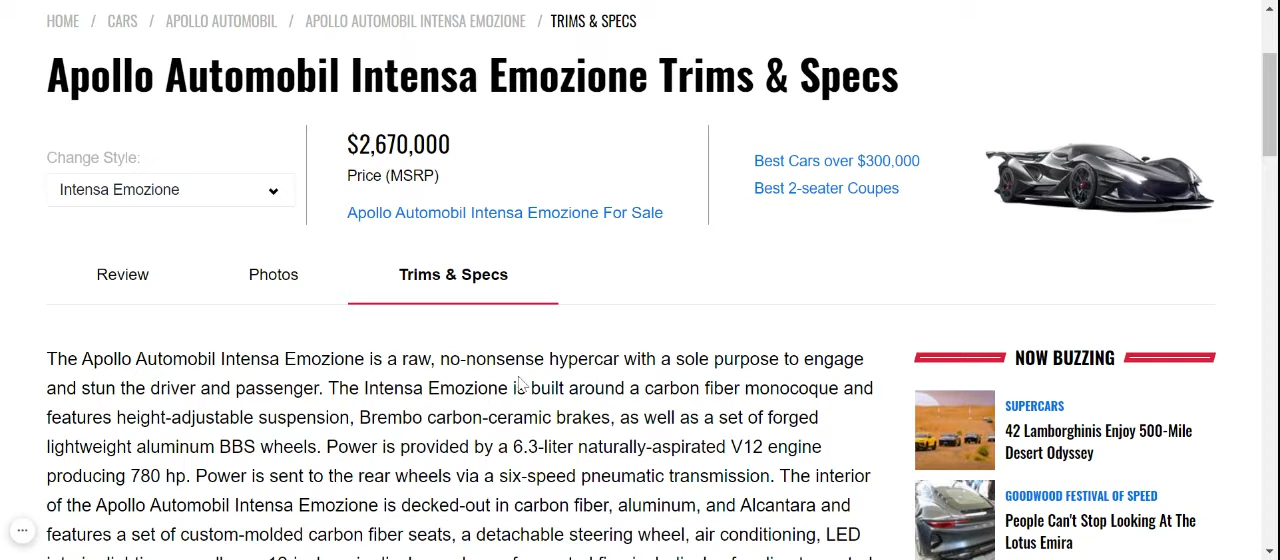 HOME / CARS / APOLLO AUTOMOBIL / APOLLO AUTOMOBIL INTENSA EMOZIONE / TRIMS & SPECS
Apollo Automobil Intensa Emozione Trims & Specs
Change Style:
Intensa Emozione
$2,670,000
Price (MSRP)
Apollo Automobil Intensa Emozione For Sale
Best Cars over $300,000
Best 2-seater Coupes
Review
Photos
Trims & Specs
The Apollo Automobil Intensa Emozione is a raw, no-nonsense hypercar with a sole purpose to engage
and stun the driver and passenger. The Intensa Emozione is built around a carbon fiber monocoque and
features height-adjustable suspension, Brembo carbon-ceramic brakes, as well as a set of forged
lightweight aluminum BBS wheels. Power is provided by a 6.3-liter naturally-aspirated V12 engine
producing 780 hp. Power is sent to the rear wheels via a six-speed pneumatic transmission. The interior
of the Apollo Automobil Intensa Emozione is decked-out in carbon fiber, aluminum, and Alcantara and
features a set of custom-molded carbon fiber seats, a detachable steering wheel, air conditioning, LED
NOW BUZZING
SUPERCARS
42 Lamborghinis Enjoy 500-Mile
Desert Odyssey
GOODWOOD FESTIVAL OF SPEED
People Can't Stop Looking At The
Lotus Emira